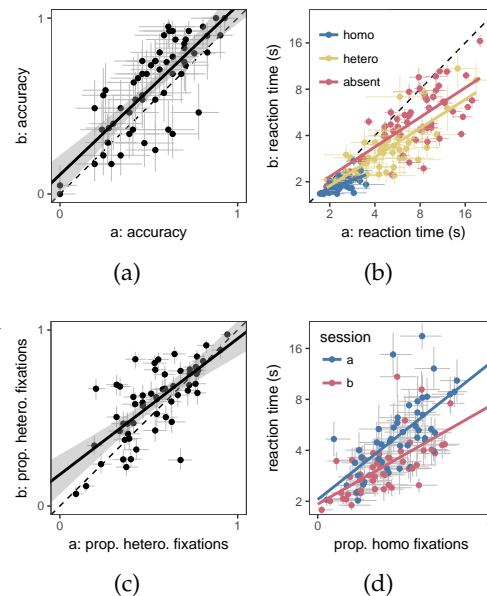 b: accuracy
1
0
0
1
a: accuracy
(a)
b: reaction time (s)
16
8
4
2
homo
hetero
absent
2
4
8
16
a: reaction time (s)
(b)
b: prop. hetero. fixations
1
0
0
1
a: prop. hetero. fixations
(c)
reaction time (s)
16
8
4
2
session
a
b
0
prop. homo fixations
(d)